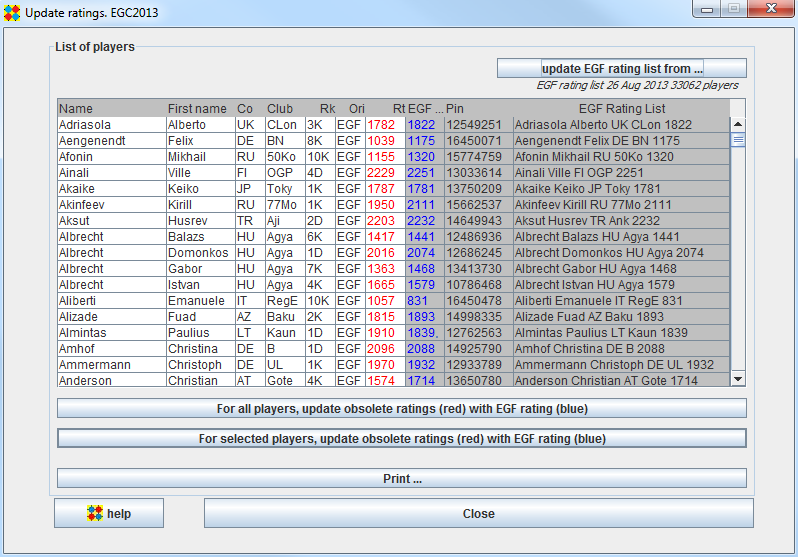 Update ratings. EGC2013
List of players
update EGF rating list from ...
EGF rating list 26 Aug 2013 33062 players
Name First name Co Club Rk Ori Rt EGF ... Pin EGF Rating List
Adriasola Alberto UK CLon 3K EGF 1782 1822 12549251 Adriasola Alberto UK CLon 1822
Aengenendt Felix DE BN 8K EGF 1039 1175 16450071 Aengenendt Felix DE BN 1175
Afonin Mikhail RU 50Ko 10K EGF 1155 1320 15774759 Afonin Mikhail RU 50Ko 1320
Ainali Ville FI OGP 4D EGF 2229 2251 13033614 Ainali Ville FI OGP 2251
Akaike Keiko JP Toky 1K EGF 1787 1781 13750209 Akaike Keiko JP Toky 1781
Akinfeev Kirill RU 77Mo 1K EGF 1950 2111 15662537 Akinfeev Kirill RU 77Mo 2111
Aksut Husrev TR Aji 2D EGF 2203 2232 14649943 Aksut Husrev TR Ank 2232
Albrecht Balazs HU Agya 6K EGF 1417 1441 12486936 Albrecht Balazs HU Agya 1441
Albrecht Domonkos HU Agya 1D EGF 2016 2074 12686245 Albrecht Domonkos HU Agya 2074
Albrecht Gabor HU Agya 7K EGF 1363 1468 13413730 Albrecht Gabor HU Agya 1468
Albrecht Istvan HU Agya 4K EGF 1665 1579 10786468 Albrecht Istvan HU Agya 1579
Aliberti Emanuele IT RegE 10K EGF 1057 831 16450478 Aliberti Emanuele IT RegE 831
Alizade Fuad AZ Baku 2K EGF 1815 1893 14998335 Alizade Fuad AZ Baku 1893
Almintas Paulius LT Kaun 1D EGF 1910 1839 12762563 Almintas Paulius LT Kaun 1839
Amhof Christina DE B 1D EGF 2096 2088 14925790 Amhof Christina DE B 2088
Ammermann Christoph DE UL 1K EGF 1970 1932 12933789 Ammermann Christoph DE UL 1932
Anderson Christian AT Gote 4K EGF 1574 1714 13650780 Anderson Christian AT Gote 1714
For all players, update obsolete ratings (red) with EGF rating (blue)
For selected players, update obsolete ratings (red) with EGF rating (blue)
Print ...
help
Close